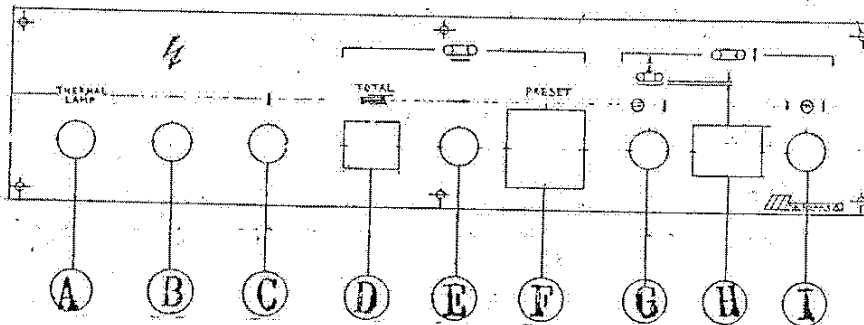 THERMAL
LAMP
TOTAL
PRESET
A B C D E F G H I